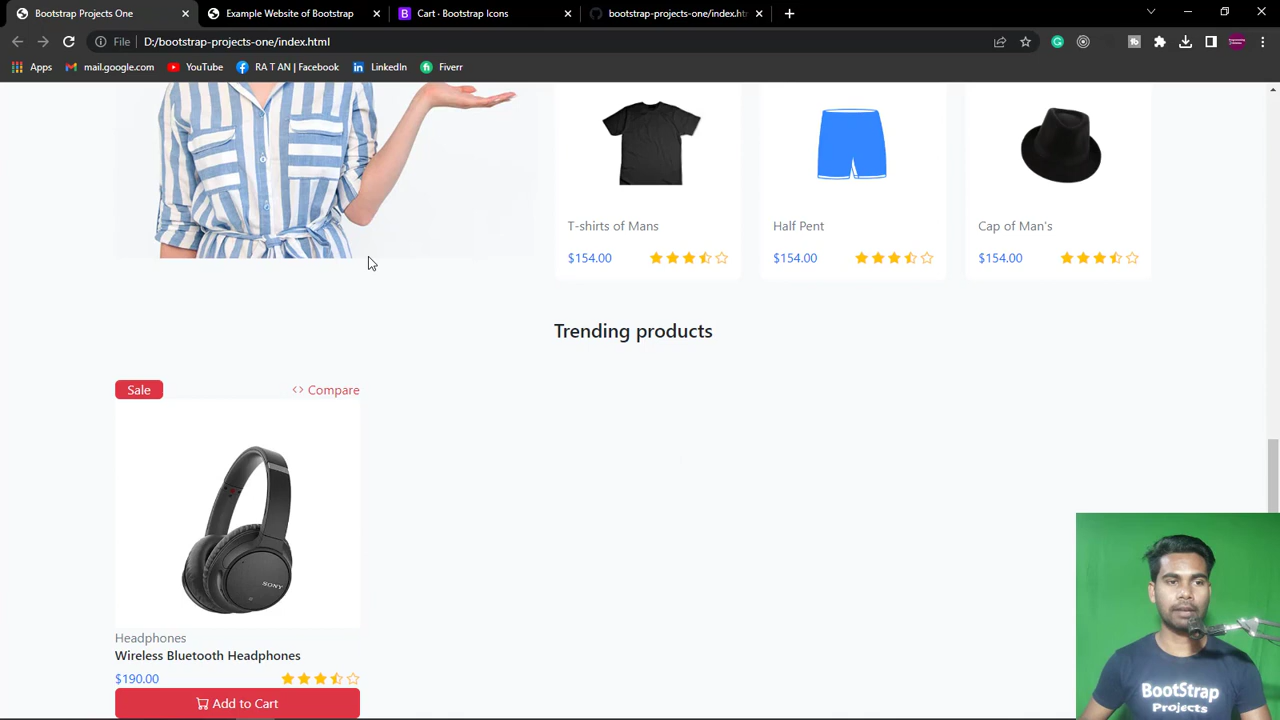 Bootstrap Projects One
Example Website of Bootstrap
Cart · Bootstrap Icons
bootstrap-projects-one/index.htr
File
D:/bootstrap-projects-one/index.html
Apps
mail.google.com
YouTube
RA T AN | Facebook
LinkedIn
Fiverr
T-shirts of Mans
Half Pent
Cap of Man's
$154.00
$154.00
$154.00
Trending products
Sale
<> Compare
SONY
Headphones
Wireless Bluetooth Headphones
$190.00
Add to Cart
BootStrap
Projects